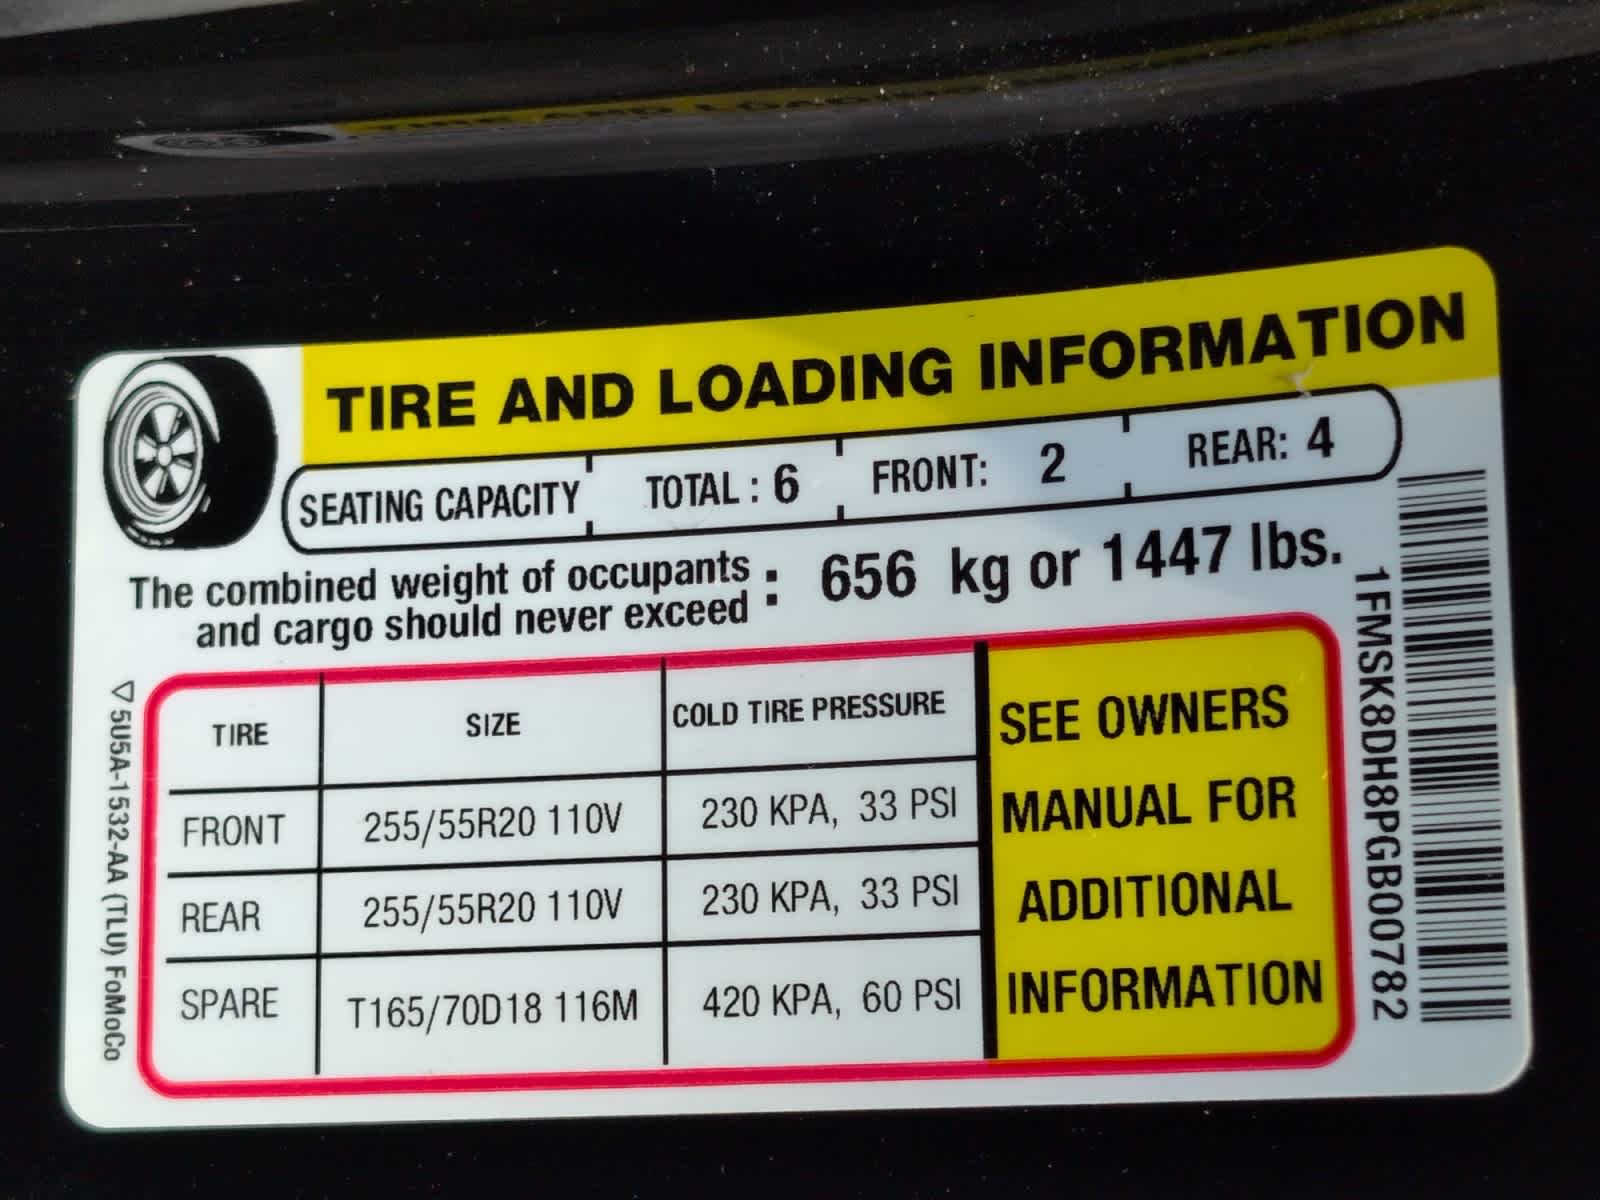 TIRE AND LOADING INFORMATION
SEATING CAPACITY TOTAL : 6 FRONT: 2 REAR: 4
The combined weight of occupants
and cargo should never exceed : 656 kg or 1447 lbs.
TIRE SIZE COLD TIRE PRESSURE
FRONT 255/55R20 110V 230 KPA, 33 PSI
REAR 255/55R20 110V 230 KPA, 33 PSI
SPARE T165/70D18 116M 420 KPA, 60 PSI
SEE OWNERS
MANUAL FOR
ADDITIONAL
INFORMATION
5U5A-1532-AA (TLU) FoMoCo
1FMSK8DH8PGB00782